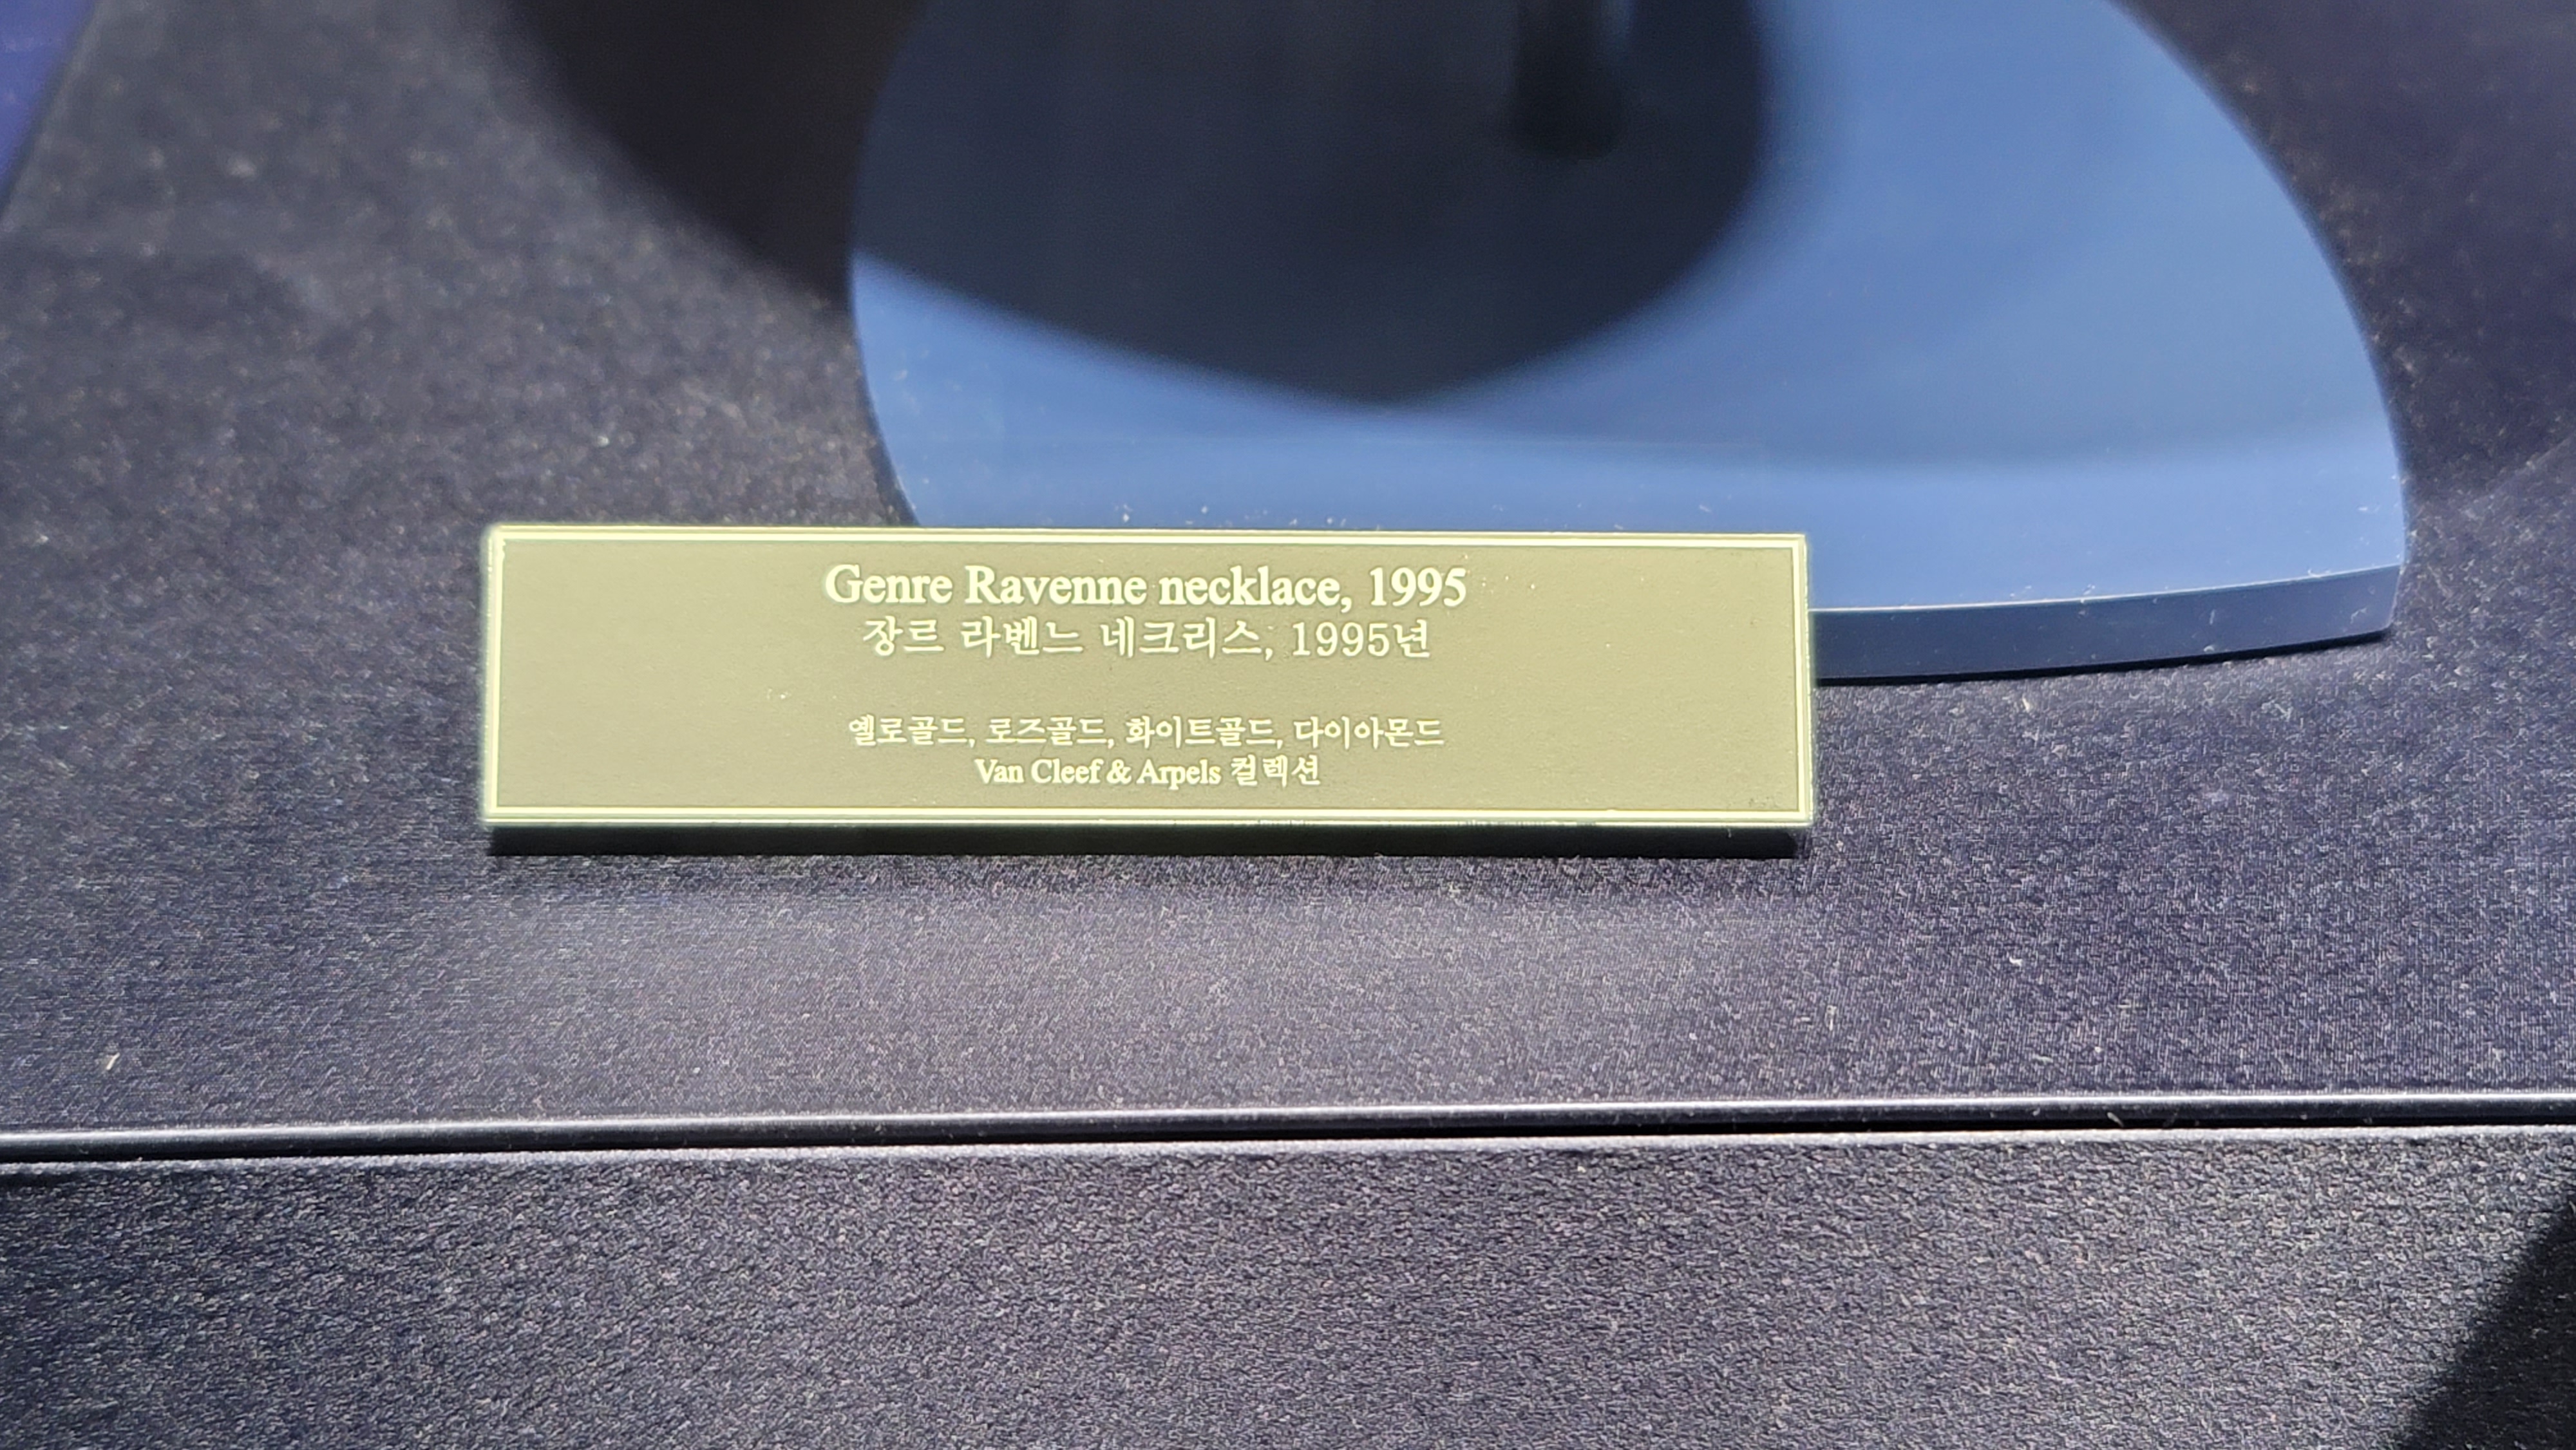 Genre Ravenne necklace, 1995
장르 라벤느 네크리스, 1995년
옐로골드, 로즈골드, 화이트골드, 다이아몬드
Van Cleef & Arpels 컬렉션